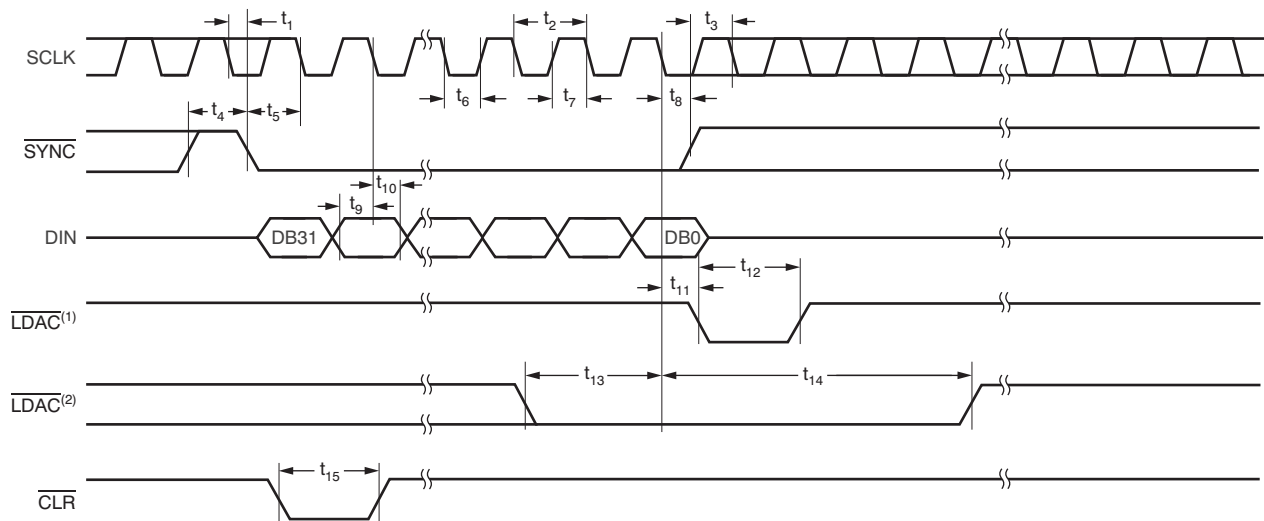 t1
t2
t3
SCLK
t6
t7
t8
t4
t5
SYNC
t10
t9
DIN
DB31
DB0
t12
t11
LDAC(1)
t13
t14
LDAC(2)
t15
CLR